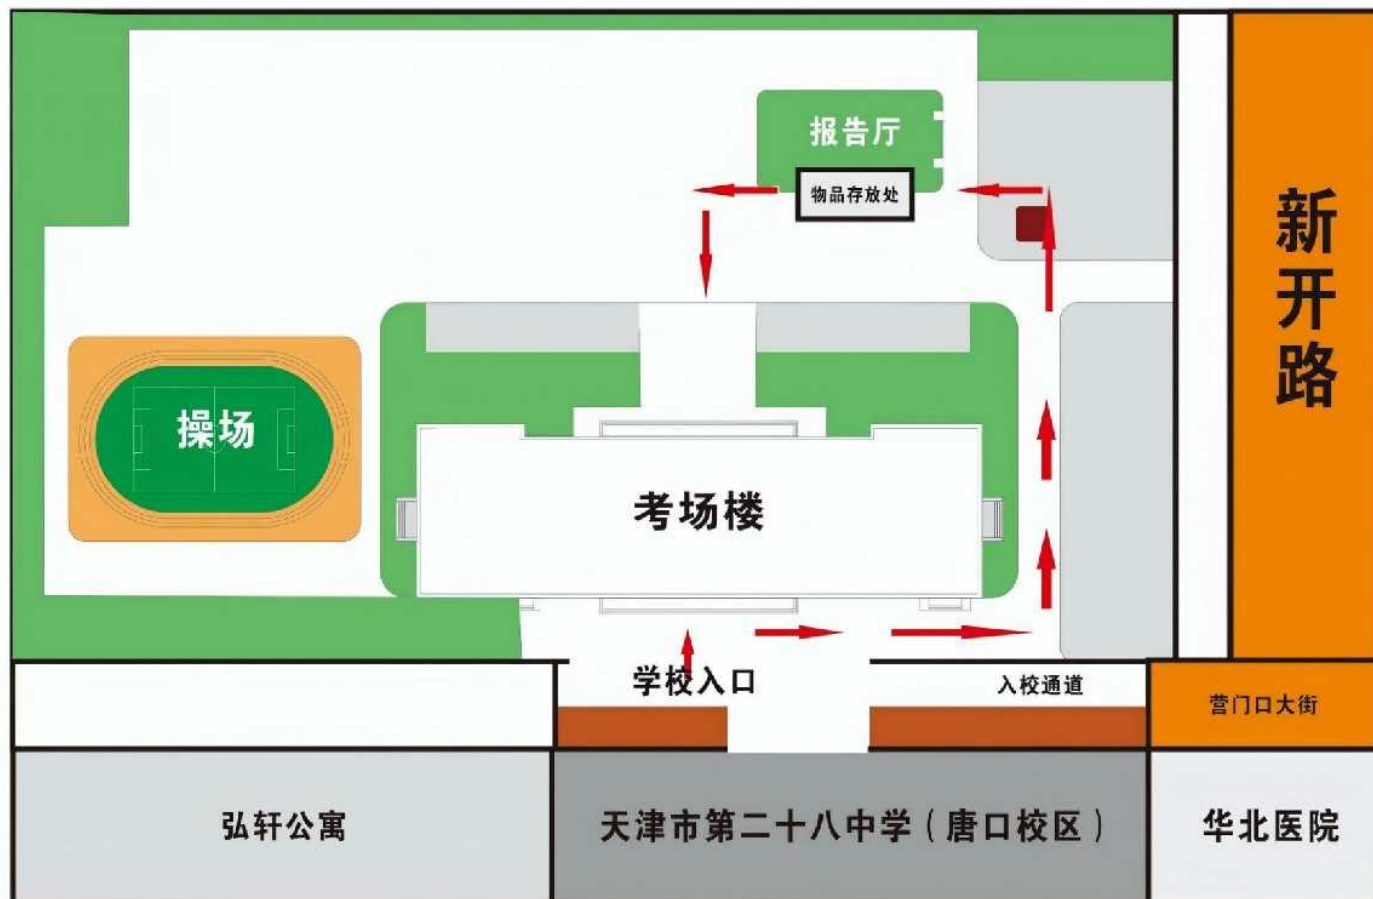 报告厅
物品存放处
新开路
操场
考场楼
学校入口
入校通道
营门口大街
弘轩公寓
天津市第二十八中学（唐口校区）
华北医院